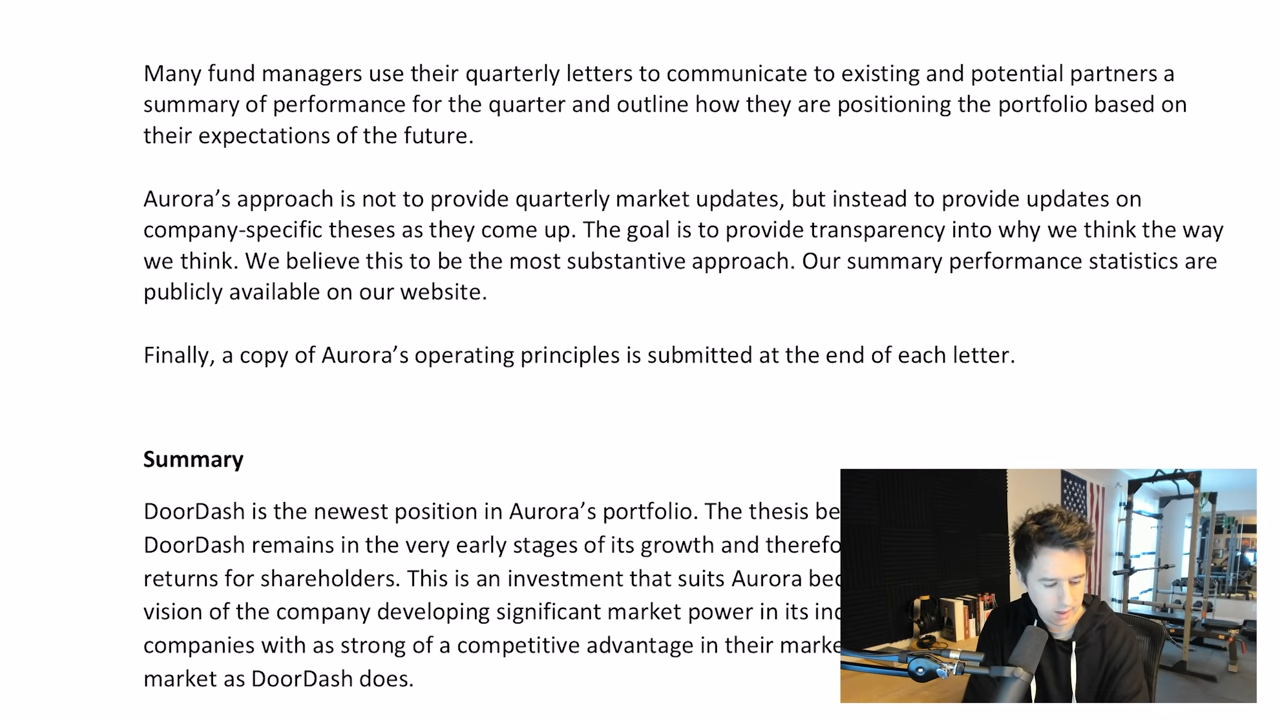 Many fund managers use their quarterly letters to communicate to existing and potential partners a
summary of performance for the quarter and outline how they are positioning the portfolio based on
their expectations of the future.
Aurora’s approach is not to provide quarterly market updates, but instead to provide updates on
company-specific theses as they come up. The goal is to provide transparency into why we think the way
we think. We believe this to be the most substantive approach. Our summary performance statistics are
publicly available on our website.
Finally, a copy of Aurora’s operating principles is submitted at the end of each letter.
Summary
DoorDash is the newest position in Aurora’s portfolio. The thesis
DoorDash remains in the very early stages of its growth and
returns for shareholders. This is an investment that suits Aurora
vision of the company developing significant market power in its
companies with as strong of a competitive advantage in their
market as DoorDash does.